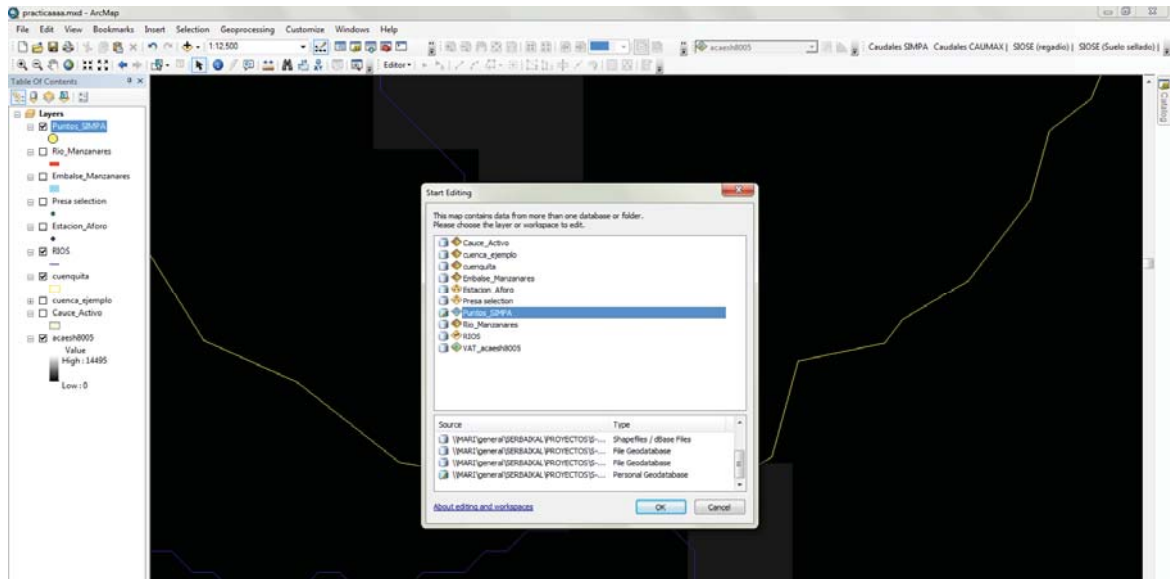 practicaaaa.mxd - ArcMap
File Edit View Bookmarks Insert Selection Geoprocessing Customize Windows Help
1:12.500
acaesh8005
Caudales SIMPA Caudales CAUMAX | SIOSE (regadio) | SIOSE (Suelo sellado) |
Editor
Table Of Contents
Layers
Puntos_SIMPA
Rio_Manzanares
Embalse_Manzanares
Presa selection
Estacion_Aforo
RIOS
cuenquita
cuenca_ejemplo
Cauce_Activo
acaesh8005
Value
High : 14495
Low : 0
Catalog
Start Editing
This map contains data from more than one database or folder.
Please choose the layer or workspace to edit.
Cauce_Activo
cuenca_ejemplo
cuenquita
Embalse_Manzanares
Estacion_Aforo
Presa selection
Puntos_SIMPA
Rio_Manzanares
RIOS
VAT_acaesh8005
Source Type
\\MARI\general\SERBAIKAL\PROYECTOS\S-... Shapefiles / dBase Files
\\MARI\general\SERBAIKAL\PROYECTOS\S-... File Geodatabase
\\MARI\general\SERBAIKAL\PROYECTOS\S-... File Geodatabase
\\MARI\general\SERBAIKAL\PROYECTOS\S-... Personal Geodatabase
About editing and workspaces
OK Cancel